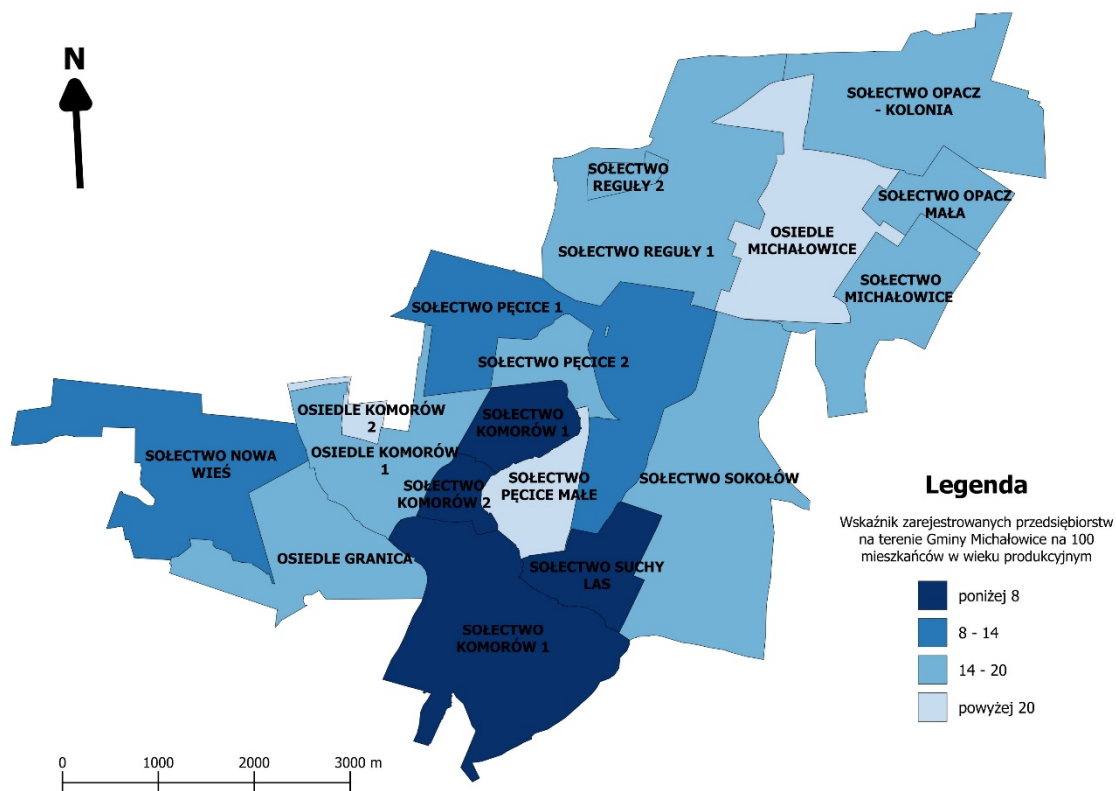 N
SOŁECTWO OPACZ
- KOLONIA
SOŁECTWO
REGUŁY 2
SOŁECTWO OPACZ
MAŁA
OSIEDLE
MICHAŁOWICE
SOŁECTWO REGUŁY 1
SOŁECTWO
MICHAŁOWICE
SOŁECTWO PĘCICE 1
SOŁECTWO PĘCICE 2
OSIEDLE KOMORÓW
2
SOŁECTWO
KOMORÓW 1
SOŁECTWO NOWA
WIEŚ
OSIEDLE KOMORÓW
1
SOŁECTWO
KOMORÓW 2
SOŁECTWO
PĘCICE MAŁE
SOŁECTWO SOKOŁÓW
OSIEDLE GRANICA
SOŁECTWO SUCHY
LAS
SOŁECTWO
KOMORÓW 1
Legenda
Wskaźnik zarejestrowanych przedsiębiorstw
na terenie Gminy Michałowice na 100
mieszkańców w wieku produkcyjnym
poniżej 8
8 - 14
14 - 20
powyżej 20
0 1000 2000 3000 m